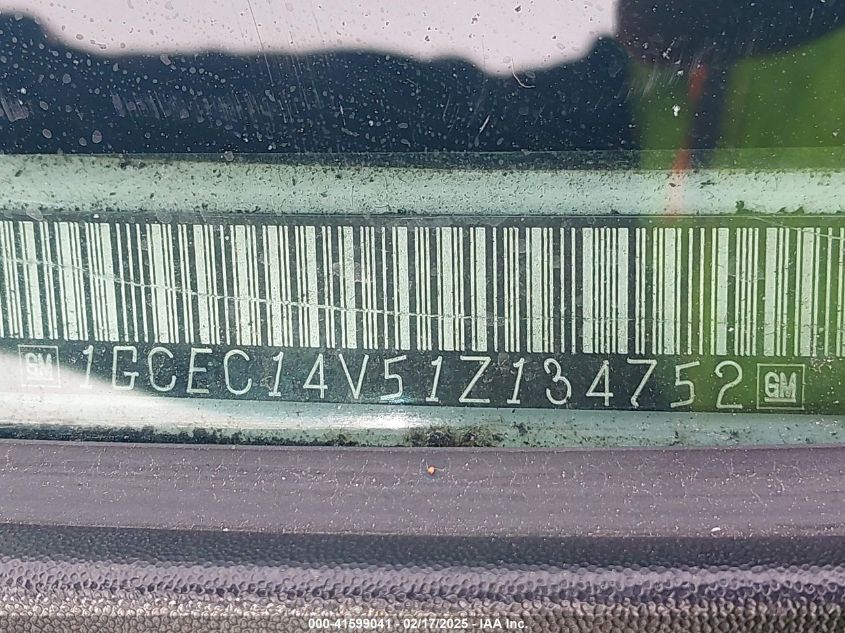 GM 1GCEC14V51Z134752 GM
000-41599041 - 02/17/2025 - IAA Inc.